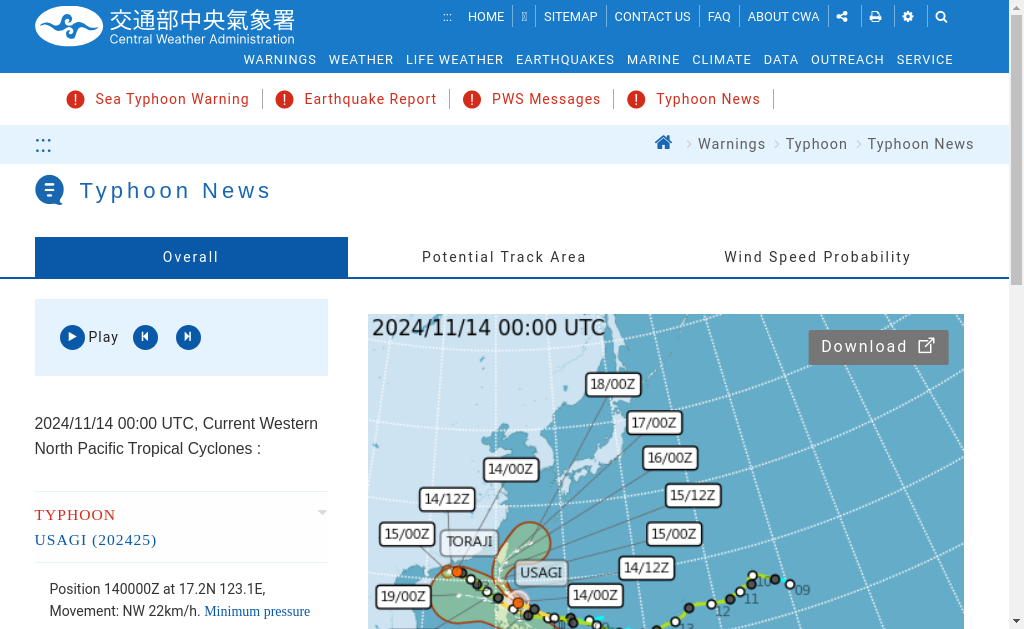 交通部中央氣象署
Central Weather Administration
::: HOME SITEMAP CONTACT US FAQ ABOUT CWA
WARNINGS WEATHER LIFE WEATHER EARTHQUAKES MARINE CLIMATE DATA OUTREACH SERVICE
Sea Typhoon Warning Earthquake Report PWS Messages Typhoon News
::: Warnings Typhoon Typhoon News
Typhoon News
Overall Potential Track Area Wind Speed Probability
Play
2024/11/14 00:00 UTC, Current Western
North Pacific Tropical Cyclones :
TYPHOON
USAGI (202425)
Position 140000Z at 17.2N 123.1E,
Movement: NW 22km/h. Minimum pressure
2024/11/14 00:00 UTC
Download
18/00Z
17/00Z
16/00Z
14/00Z
15/12Z
14/12Z
15/00Z
15/00Z
TORAJI
14/12Z
USAGI
19/00Z
14/00Z
10
09
11
12
13